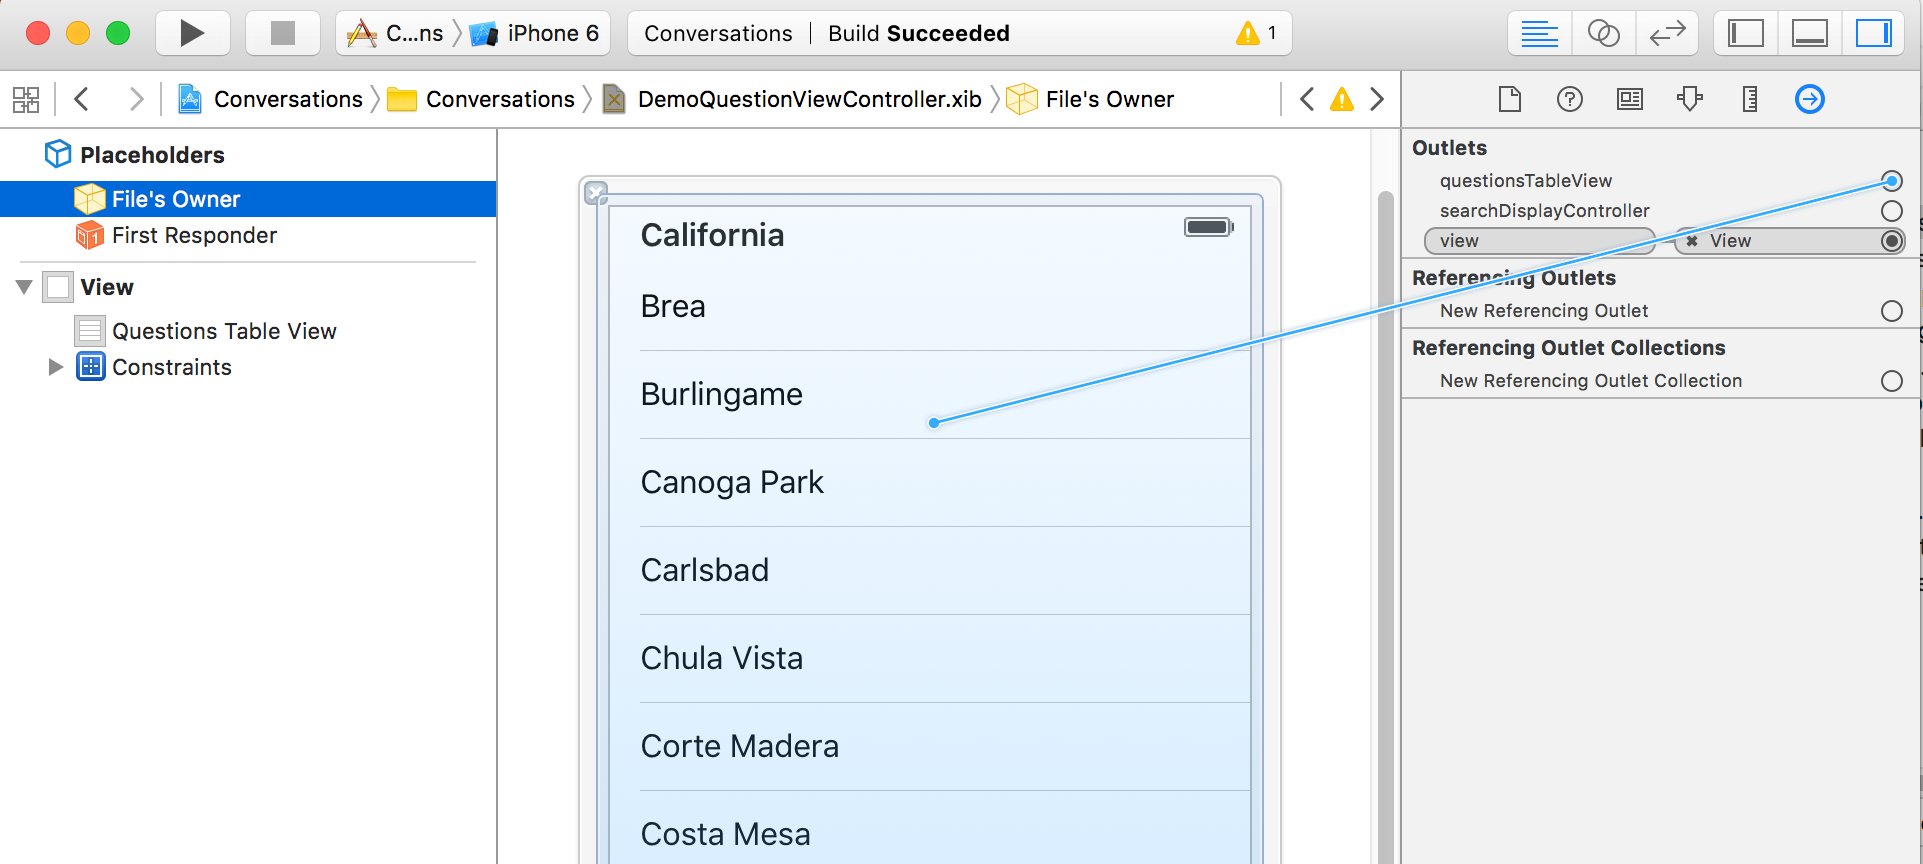 C...ns iPhone 6 Conversations Build Succeeded 1
Conversations Conversations DemoQuestionViewController.xib File's Owner
Placeholders
File's Owner
First Responder
View
Questions Table View
Constraints
California
Brea
Burlingame
Canoga Park
Carlsbad
Chula Vista
Corte Madera
Costa Mesa
Outlets
questionsTableView
searchDisplayController
view View
Referencing Outlets
New Referencing Outlet
Referencing Outlet Collections
New Referencing Outlet Collection